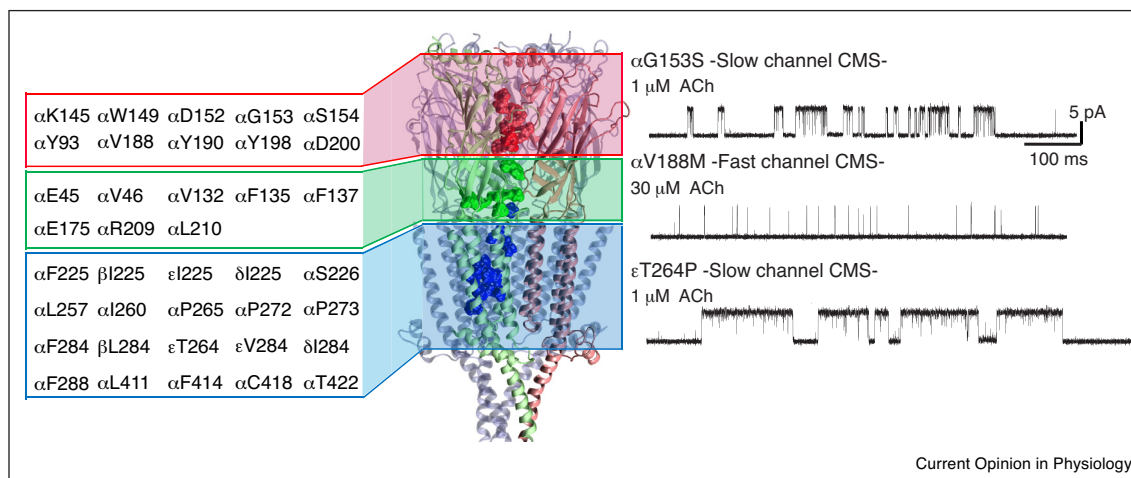 αK145 αW149 αD152 αG153 αS154
αY93 αV188 αY190 αY198 αD200
αE45 αV46 αV132 αF135 αF137
αE175 αR209 αL210
αF225 βI225 εI225 δI225 αS226
αL257 αI260 αP265 αP272 αP273
αF284 βL284 εT264 εV284 δI284
αF288 αL411 αF414 αC418 αT422
αG153S -Slow channel CMS-
1 μM ACh
5 pA
100 ms
αV188M -Fast channel CMS-
30 μM ACh
εT264P -Slow channel CMS-
1 μM ACh
Current Opinion in Physiology